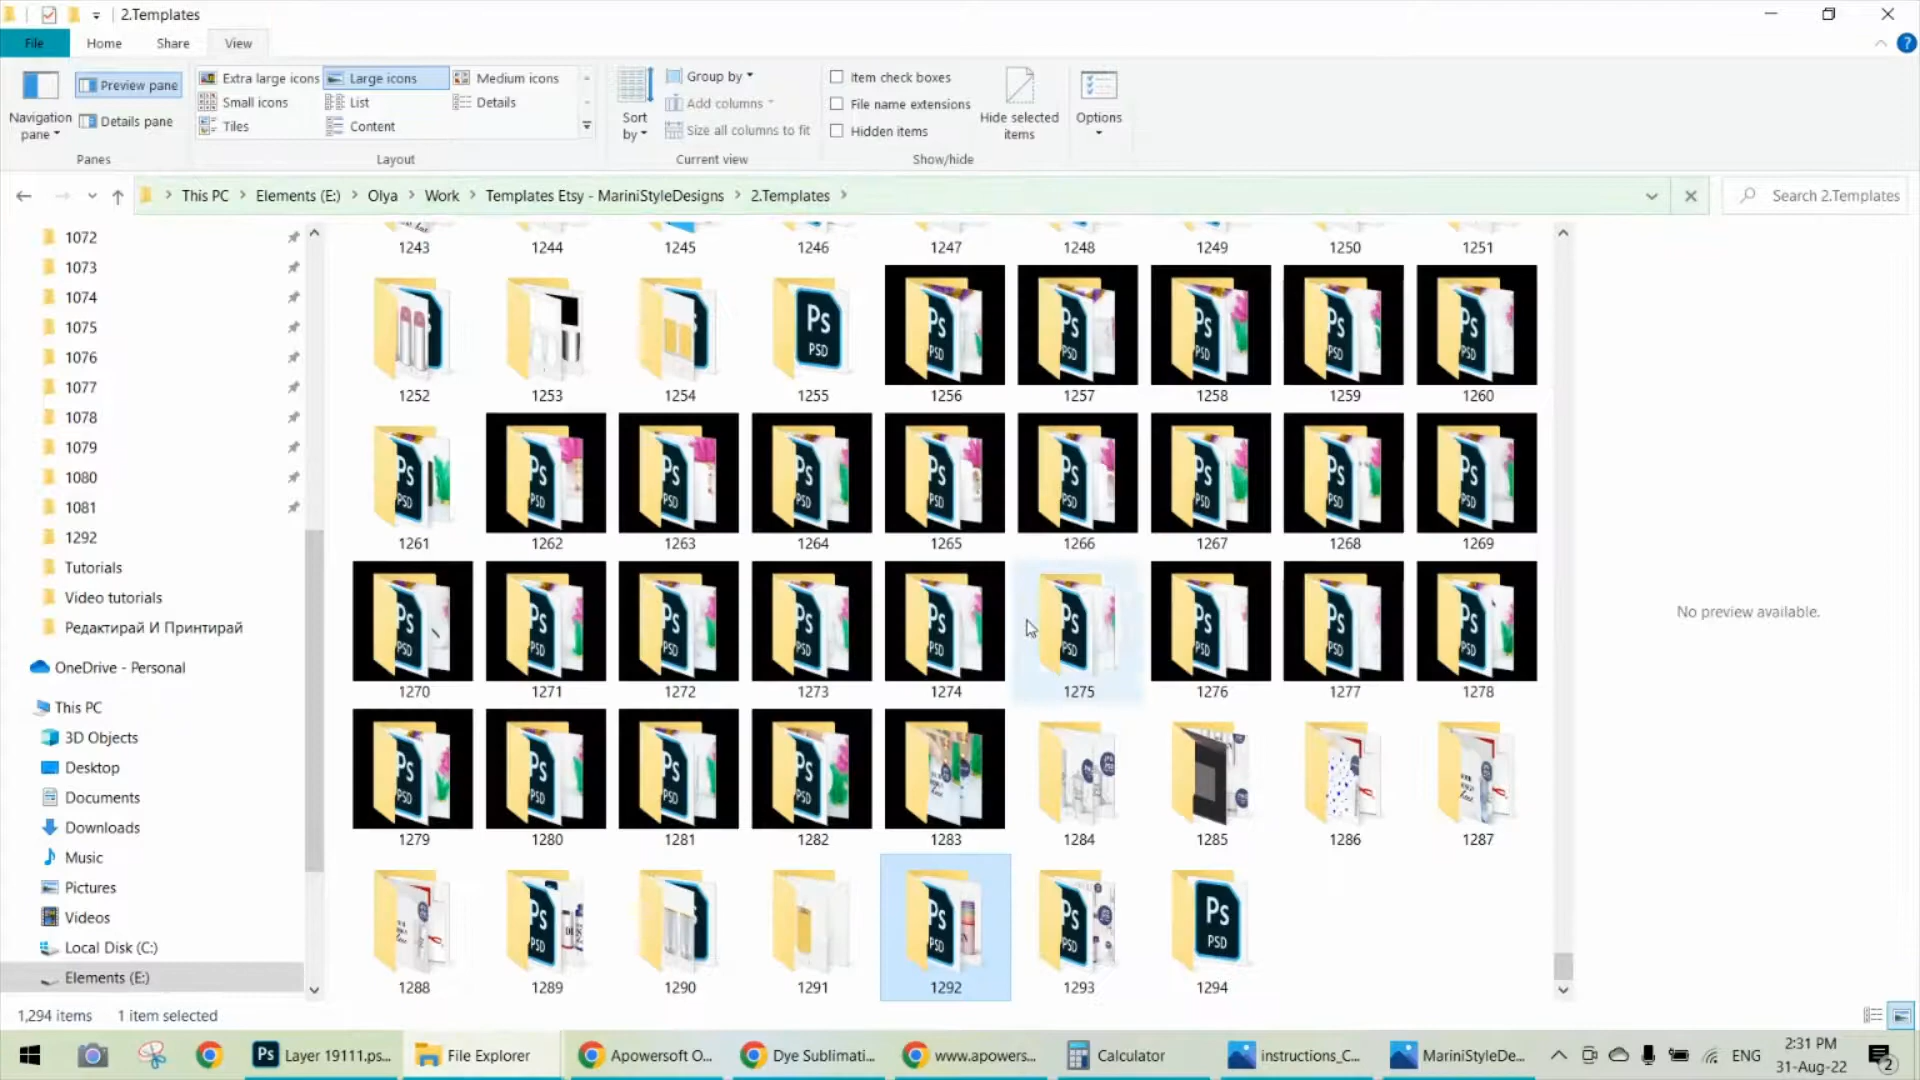 2.Templates
File Home Share View
Navigation pane
Preview pane
Details pane
Panes
Extra large icons Large icons Medium icons
Small icons List Details
Tiles Content
Layout
Sort by
Group by
Add columns
Size all columns to fit
Current view
Item check boxes
File name extensions
Hidden items
Hide selected items
Show/hide
Options
?
This PC Elements (E:) Olya Work Templates Etsy - MariniStyleDesigns 2.Templates
Search 2.Templates
1072
1073
1074
1075
1076
1077
1078
1079
1080
1081
1292
Tutorials
Video tutorials
Редактирай И Принтирай
OneDrive - Personal
This PC
3D Objects
Desktop
Documents
Downloads
Music
Pictures
Videos
Local Disk (C:)
Elements (E:)
1243 1244 1245 1246 1247 1248 1249 1250 1251
1252 1253 1254 1255 1256 1257 1258 1259 1260
1261 1262 1263 1264 1265 1266 1267 1268 1269
1270 1271 1272 1273 1274 1275 1276 1277 1278
1279 1280 1281 1282 1283 1284 1285 1286 1287
1288 1289 1290 1291 1292 1293 1294
No preview available.
1,294 items 1 item selected
Ps Layer 19111.ps...
File Explorer
Apowersoft O...
Dye Sublimati...
www.apowers...
Calculator
instructions_C...
MariniStyleDe...
ENG
2:31 PM
31-Aug-22
2